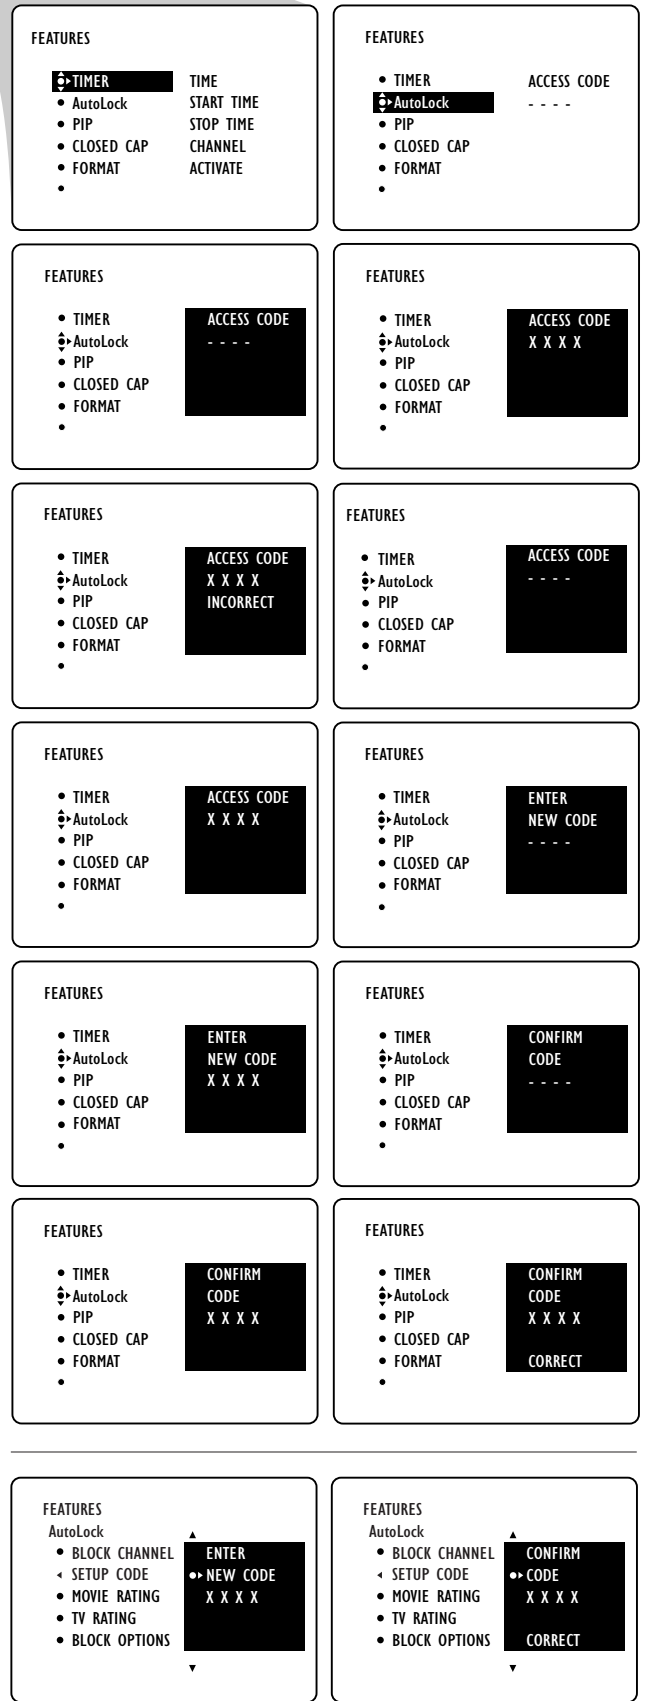 FEATURES
TIMER TIME
AutoLock START TIME
PIP STOP TIME
CLOSED CAP CHANNEL
FORMAT ACTIVATE
FEATURES
TIMER ACCESS CODE
AutoLock - - - -
PIP
CLOSED CAP
FORMAT
FEATURES
TIMER ACCESS CODE
AutoLock - - - -
PIP
CLOSED CAP
FORMAT
FEATURES
TIMER ACCESS CODE
AutoLock X X X X
PIP
CLOSED CAP
FORMAT
FEATURES
TIMER ACCESS CODE
AutoLock X X X X
PIP INCORRECT
CLOSED CAP
FORMAT
FEATURES
TIMER ACCESS CODE
AutoLock - - - -
PIP
CLOSED CAP
FORMAT
FEATURES
TIMER ACCESS CODE
AutoLock X X X X
PIP
CLOSED CAP
FORMAT
FEATURES
TIMER ENTER
AutoLock NEW CODE
PIP - - - -
CLOSED CAP
FORMAT
FEATURES
TIMER ENTER
AutoLock NEW CODE
PIP X X X X
CLOSED CAP
FORMAT
FEATURES
TIMER CONFIRM
AutoLock CODE
PIP - - - -
CLOSED CAP
FORMAT
FEATURES
TIMER CONFIRM
AutoLock CODE
PIP X X X X
CLOSED CAP
FORMAT
FEATURES
TIMER CONFIRM
AutoLock CODE
PIP X X X X
CLOSED CAP
FORMAT CORRECT
FEATURES
AutoLock
BLOCK CHANNEL ENTER
SETUP CODE NEW CODE
MOVIE RATING X X X X
TV RATING
BLOCK OPTIONS
FEATURES
AutoLock
BLOCK CHANNEL CONFIRM
SETUP CODE CODE
MOVIE RATING X X X X
TV RATING
BLOCK OPTIONS CORRECT